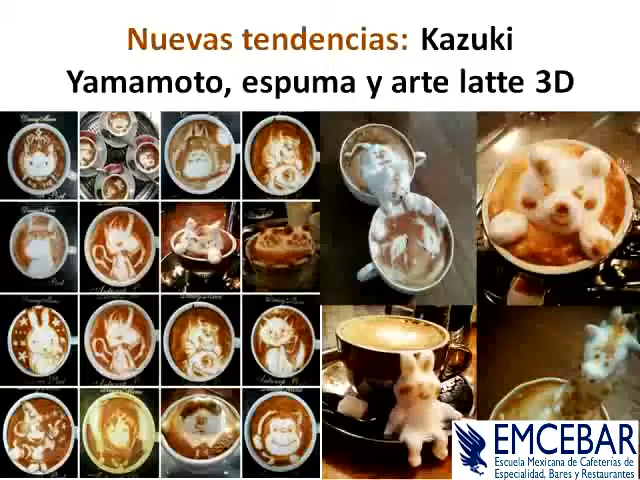 Nuevas tendencias: Kazuki
Yamamoto, espuma y arte latte 3D
EMCEBAR
Escuela Mexicana de Cafeterías de
Especialidad, Bares y Restaurantes